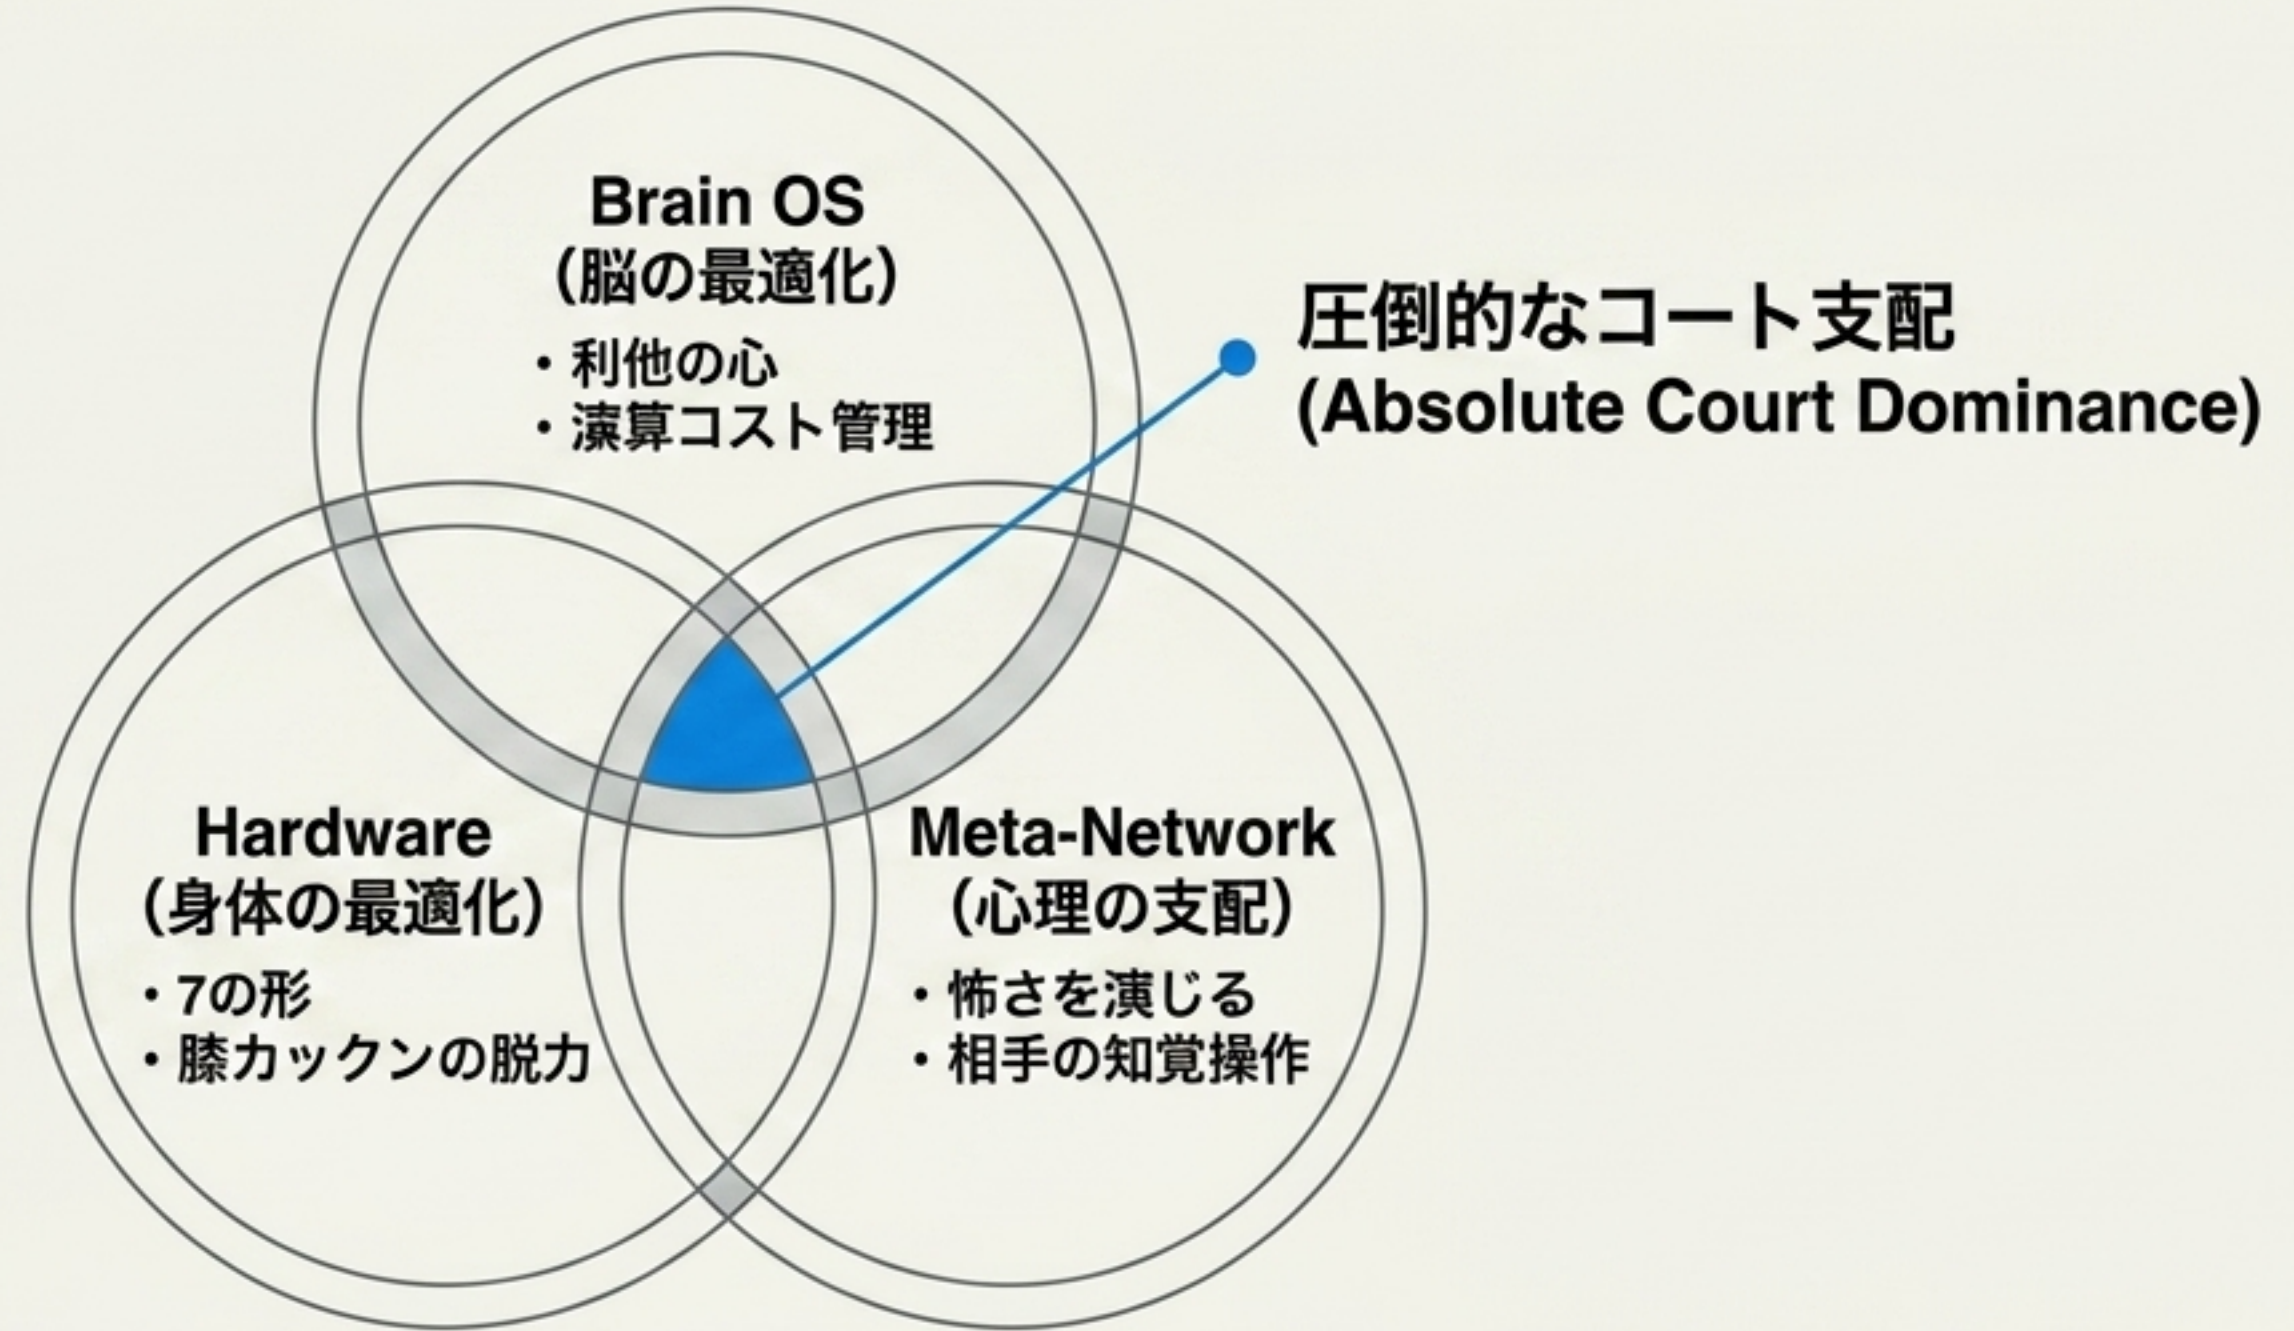 Brain OS
（脳の最適化）
・利他の心
・演算コスト管理
圧倒的なコート支配
(Absolute Court Dominance)
Hardware
（身体の最適化）
・7の形
・膝カックンの脱力
Meta-Network
（心理の支配）
・怖さを演じる
・相手の知覚操作